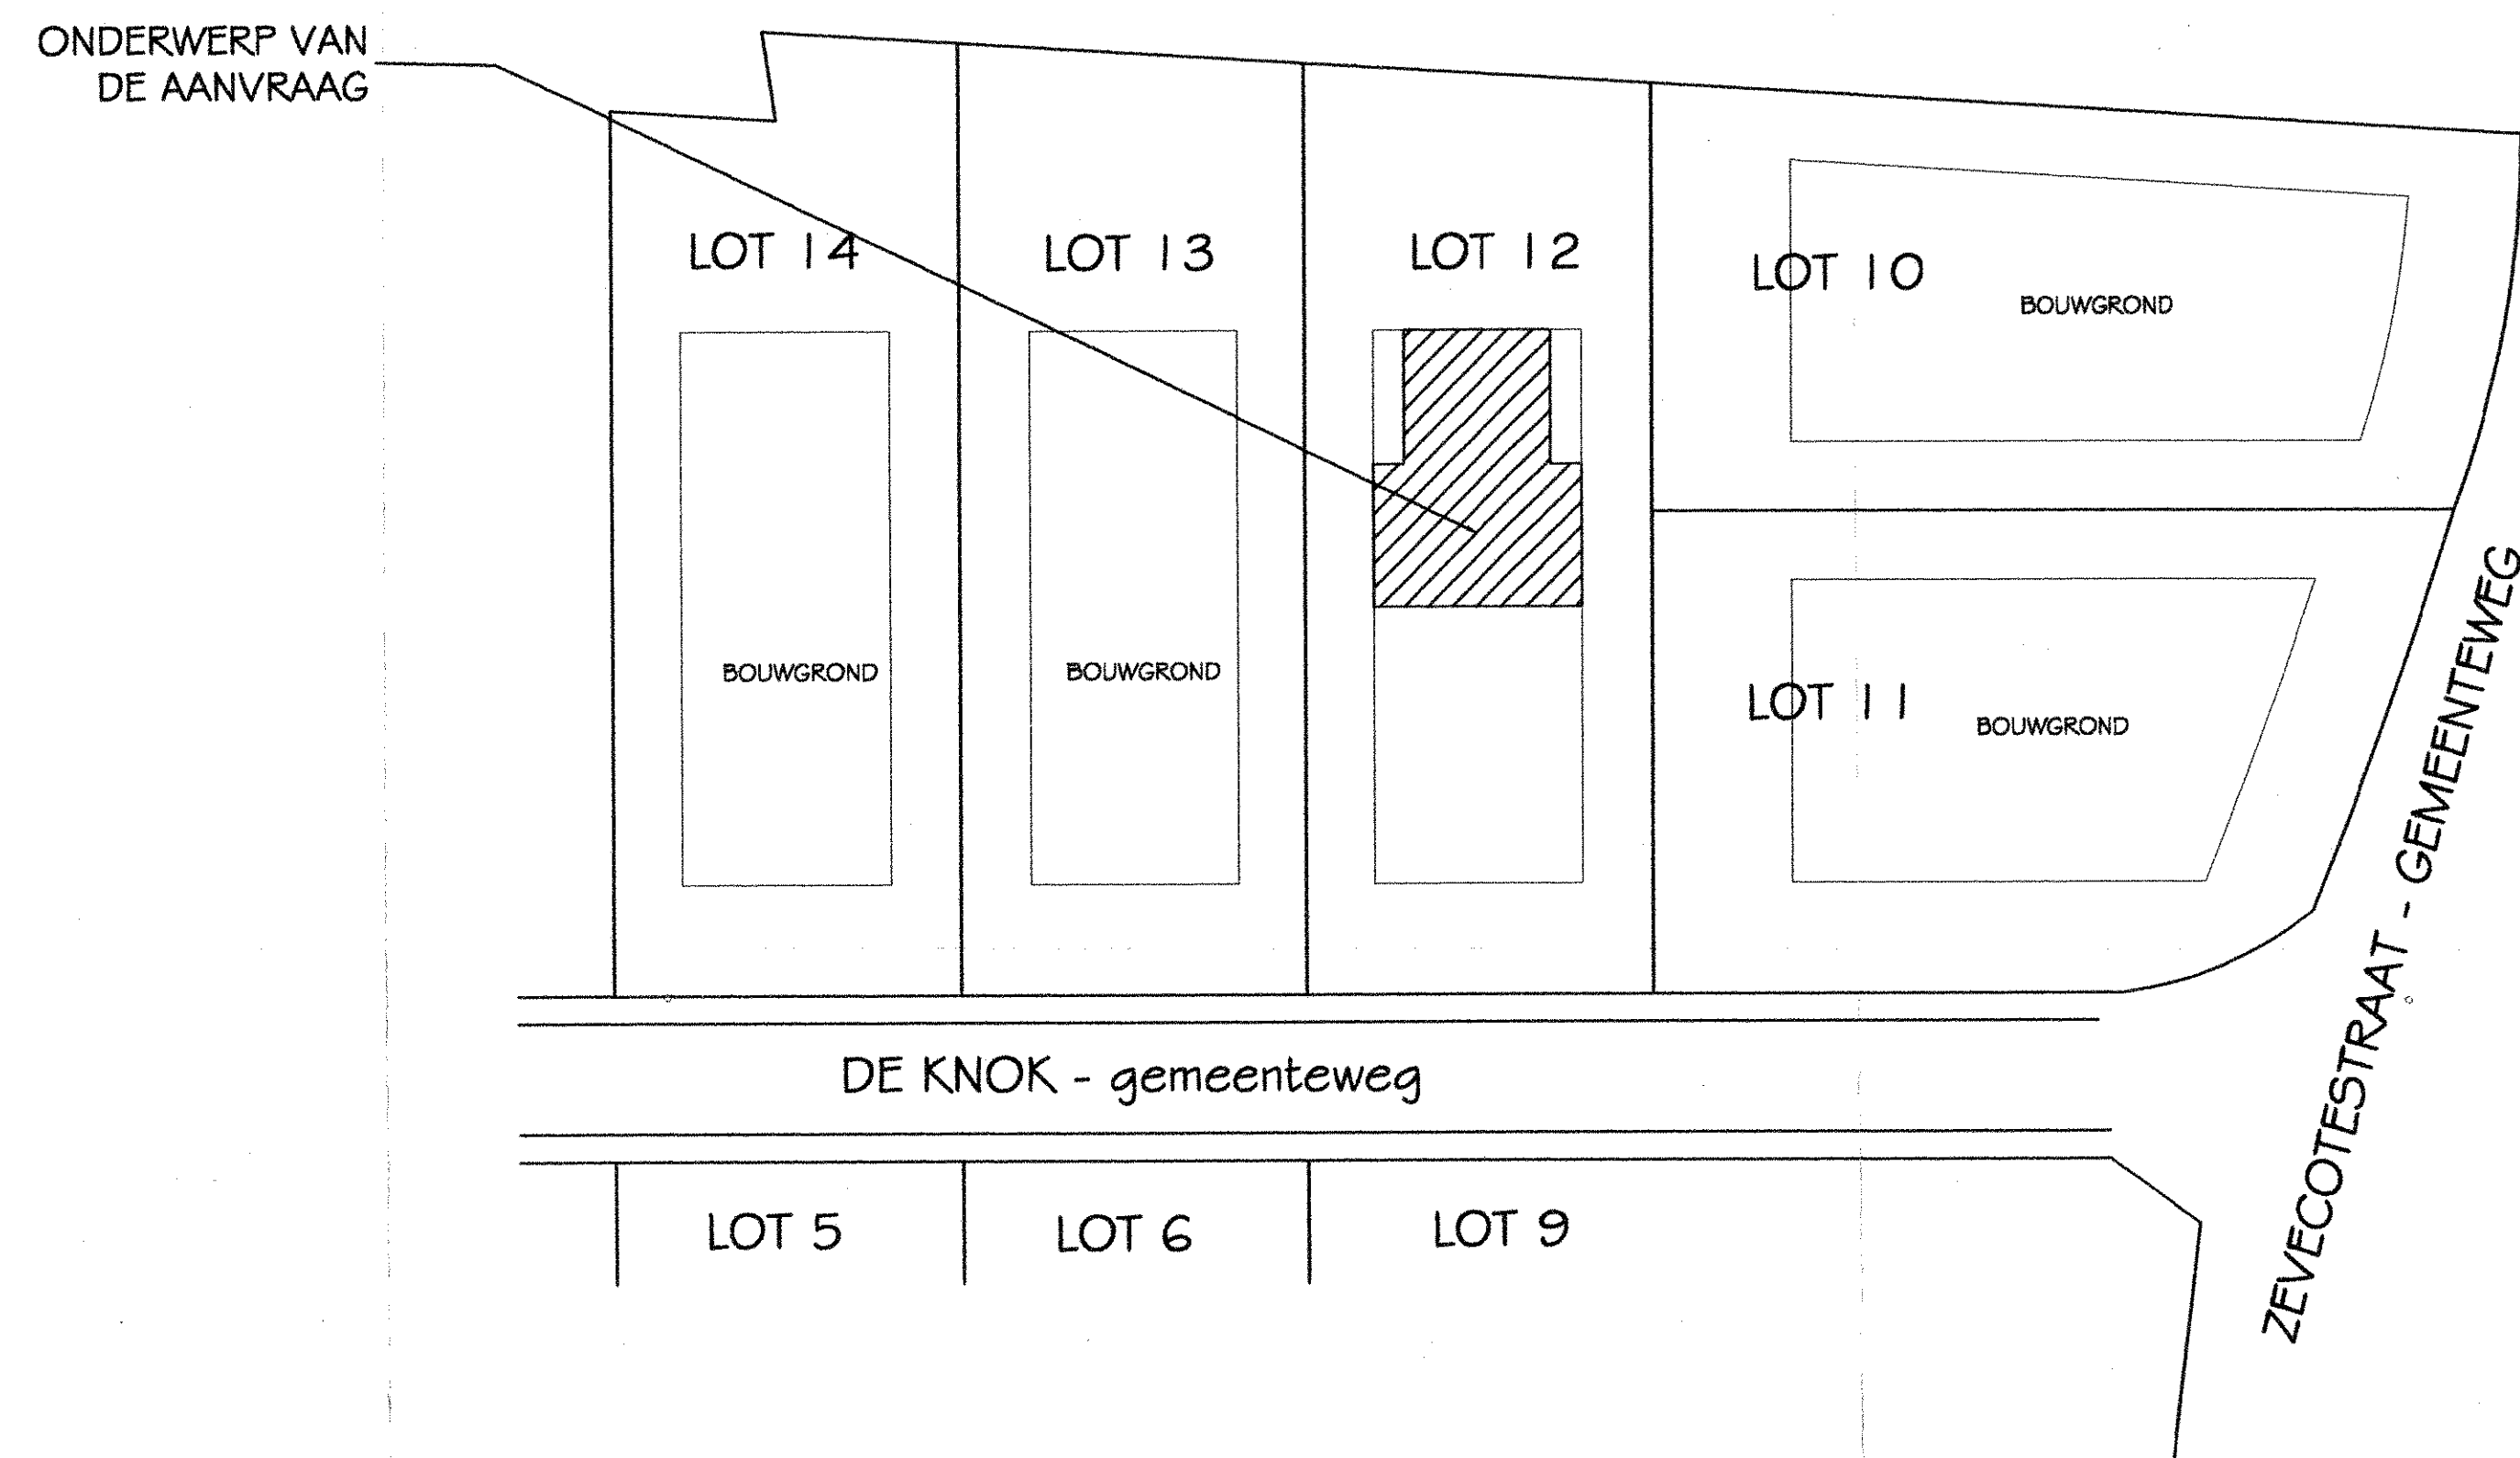 ONDERWERP VAN
DE AANVRAAG
LOT 14
LOT 13
LOT 12
LOT 10
BOUWGROND
BOUWGROND
BOUWGROND
LOT 11
BOUWGROND
ZEVECOTESTRAAT - GEMEENTEWEG
DE KNOK - gemeenteweg
LOT 5
LOT 6
LOT 9